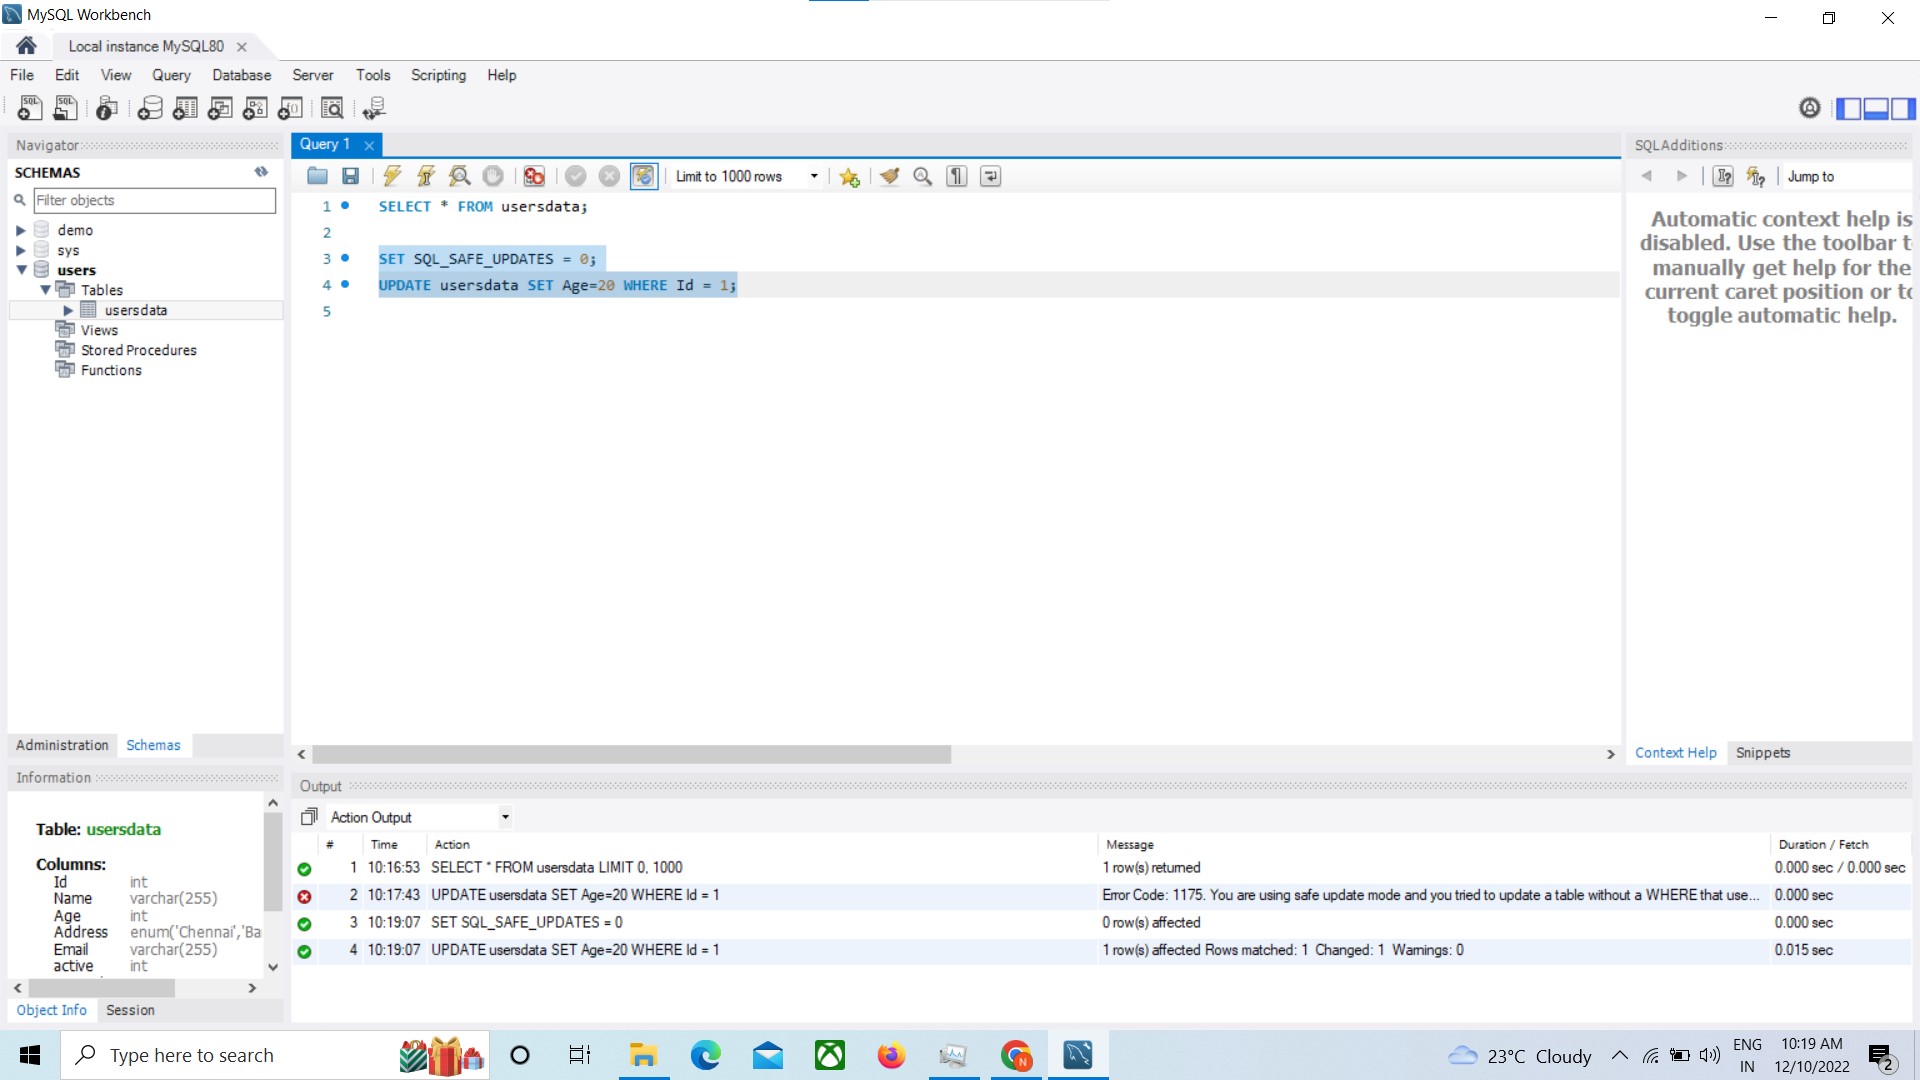 MySQL Workbench
Local instance MySQL80
File Edit View Query Database Server Tools Scripting Help
Navigator
SCHEMAS
Filter objects
demo
sys
users
Tables
usersdata
Views
Stored Procedures
Functions
Administration Schemas
Information
Table: usersdata
Columns:
Id int
Name varchar(255)
Age int
Address enum('Chennai','Ba
Email varchar(255)
active int
Object Info Session
Query 1
Limit to 1000 rows
1 SELECT * FROM usersdata;
2
3 SET SQL_SAFE_UPDATES = 0;
4 UPDATE usersdata SET Age=20 WHERE Id = 1;
5
SQLAdditions
Jump to
Automatic context help is
disabled. Use the toolbar t
manually get help for the
current caret position or to
toggle automatic help.
Context Help Snippets
Output
Action Output
# Time Action Message Duration / Fetch
1 10:16:53 SELECT * FROM usersdata LIMIT 0, 1000 1 row(s) returned 0.000 sec / 0.000 sec
2 10:17:43 UPDATE usersdata SET Age=20 WHERE Id = 1 Error Code: 1175. You are using safe update mode and you tried to update a table without a WHERE that use... 0.000 sec
3 10:19:07 SET SQL_SAFE_UPDATES = 0 0 row(s) affected 0.000 sec
4 10:19:07 UPDATE usersdata SET Age=20 WHERE Id = 1 1 row(s) affected Rows matched: 1 Changed: 1 Warnings: 0 0.015 sec
Type here to search
23°C Cloudy
ENG
IN
10:19 AM
12/10/2022
2